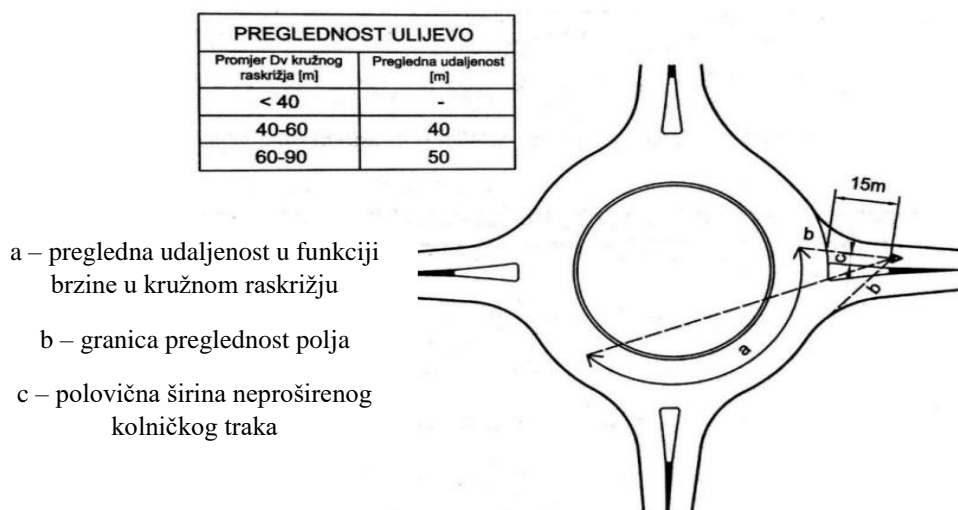 PREGLEDNOST ULIJEVO
Promjer Dv kružnog raskrižja [m]
Pregledna udaljenost [m]
< 40
-
40-60
40
60-90
50
15m
b
c
b
a
a – pregledna udaljenost u funkciji
brzine u kružnom raskrižju
b – granica preglednost polja
c – polovična širina neproširenog
kolničkog traka